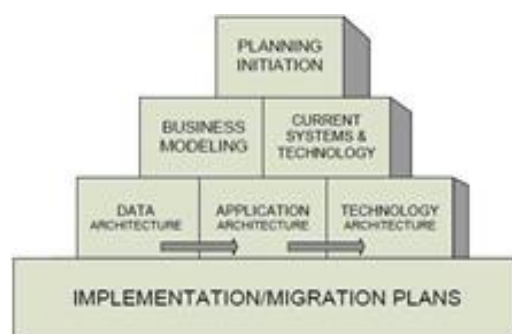 PLANNING
INITIATION
BUSINESS
MODELING
CURRENT
SYSTEMS &
TECHNOLOGY
DATA
ARCHITECTURE
APPLICATION
ARCHITECTURE
TECHNOLOGY
ARCHITECTURE
IMPLEMENTATION/MIGRATION PLANS